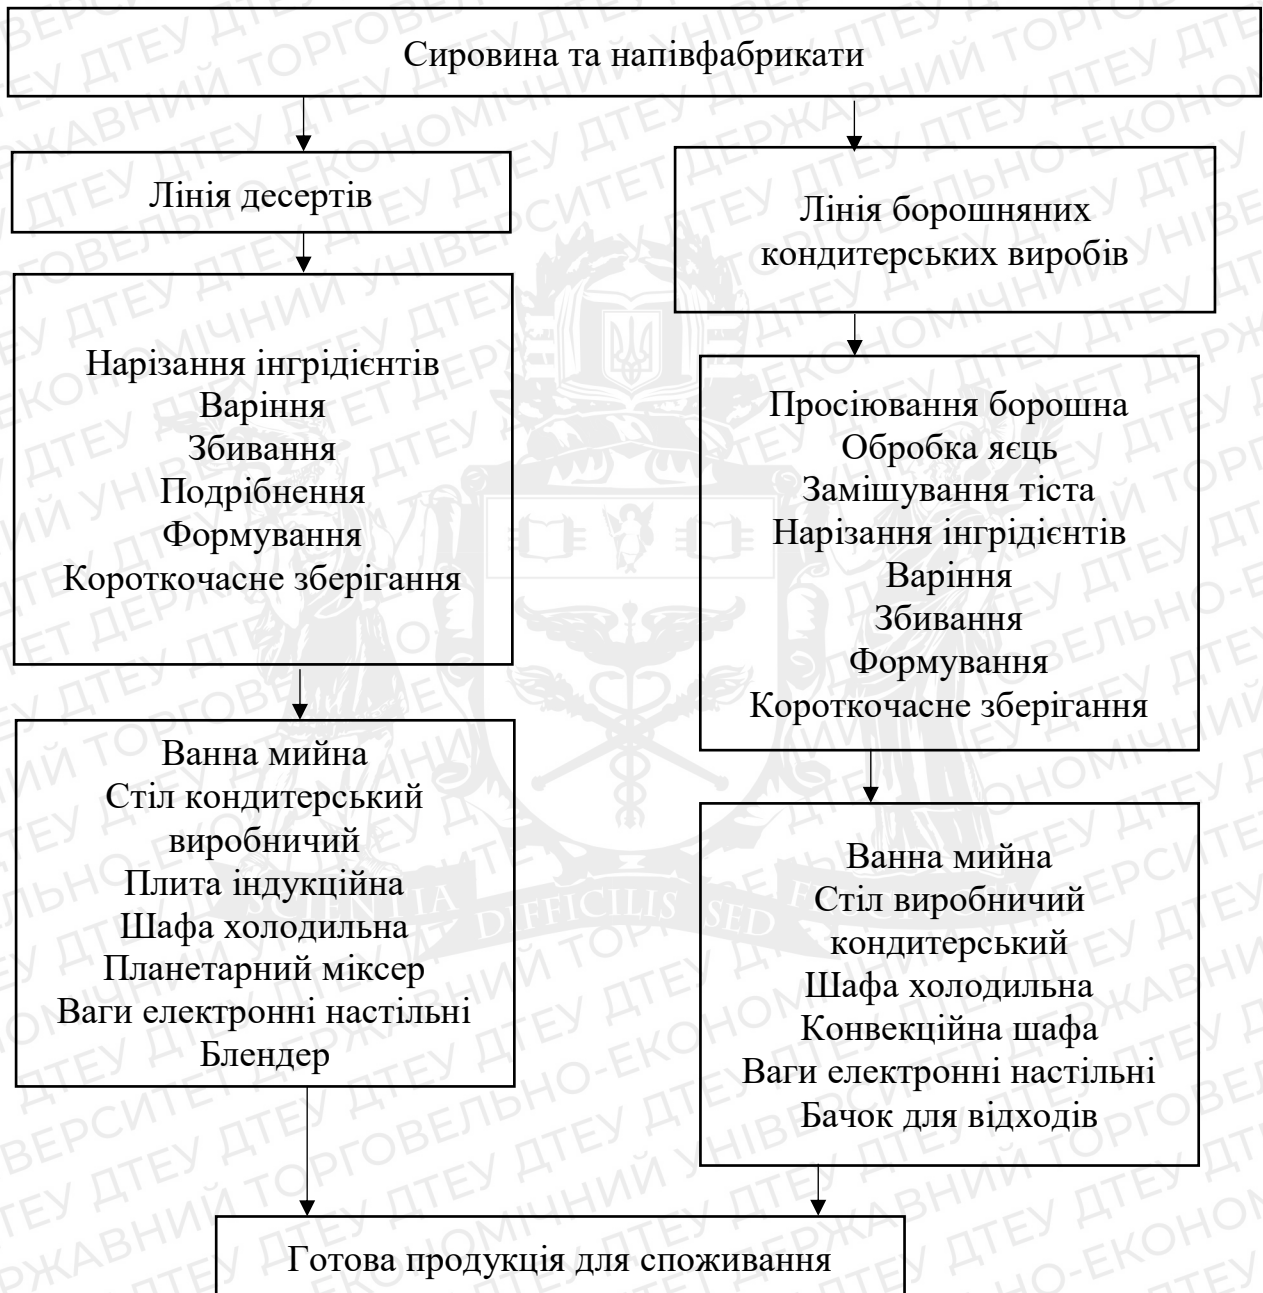 Сировина та напівфабрикати
Лінія десертів
Лінія борошняних
кондитерських виробів
Нарізання інгрідієнтів
Варіння
Збивання
Подрібнення
Формування
Короткочасне зберігання
Просіювання борошна
Обробка яєць
Замішування тіста
Нарізання інгрідієнтів
Варіння
Збивання
Формування
Короткочасне зберігання
Ванна мийна
Стіл кондитерський
виробничий
Плита індукційна
Шафа холодильна
Планетарний міксер
Ваги електронні настільні
Блендер
Ванна мийна
Стіл виробничий
кондитерський
Шафа холодильна
Конвекційна шафа
Ваги електронні настільні
Бачок для відходів
Готова продукція для споживання